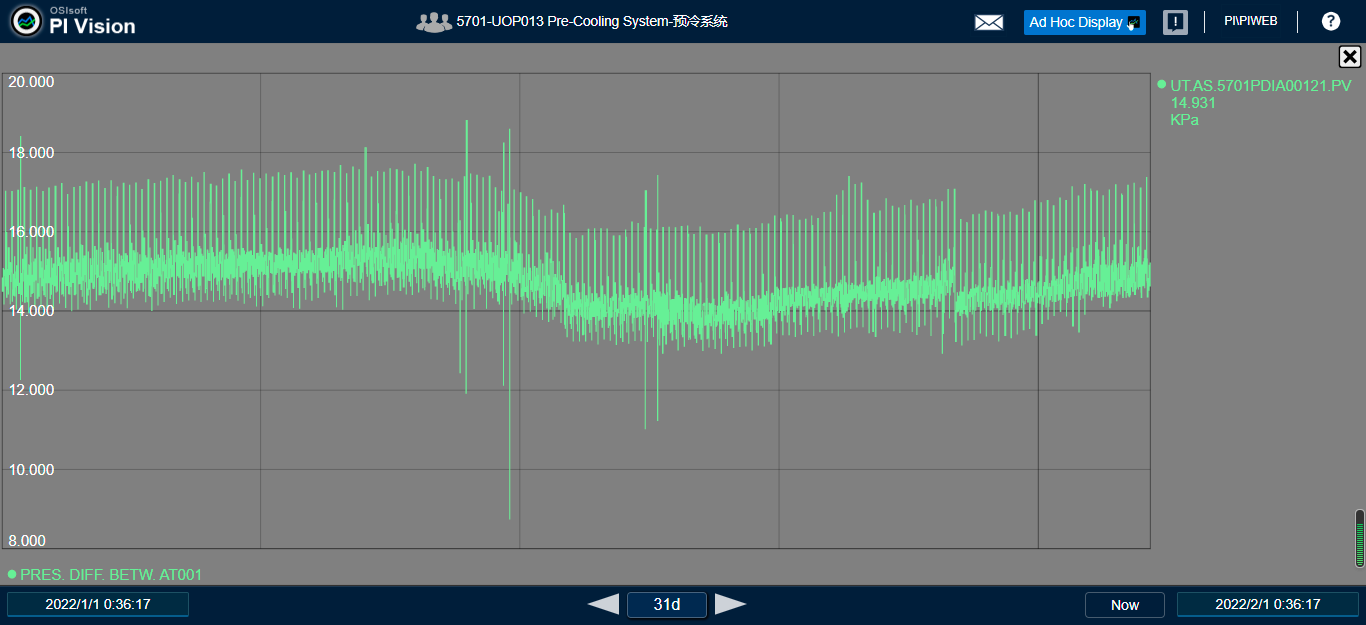 OSIsoft
PI Vision
5701-UOP013 Pre-Cooling System-预冷系统
Ad Hoc Display
!
PI\PIWEB
?
20.000
18.000
16.000
14.000
12.000
10.000
8.000
UT.AS.5701PDIA00121.PV
14.931
KPa
PRES. DIFF. BETW. AT001
2022/1/1 0:36:17
31d
Now
2022/2/1 0:36:17